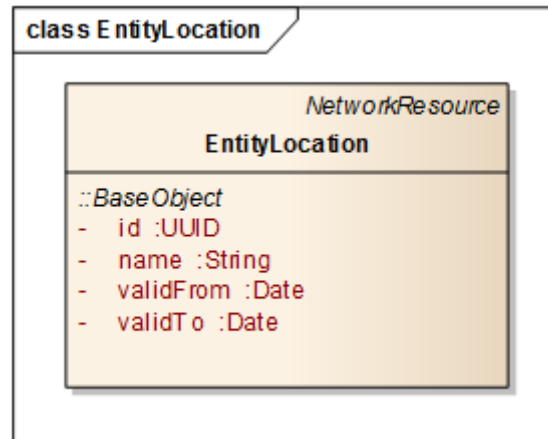 class EntityLocation
NetworkResource
EntityLocation
::BaseObject
- id :UUID
- name :String
- validFrom :Date
- validTo :Date